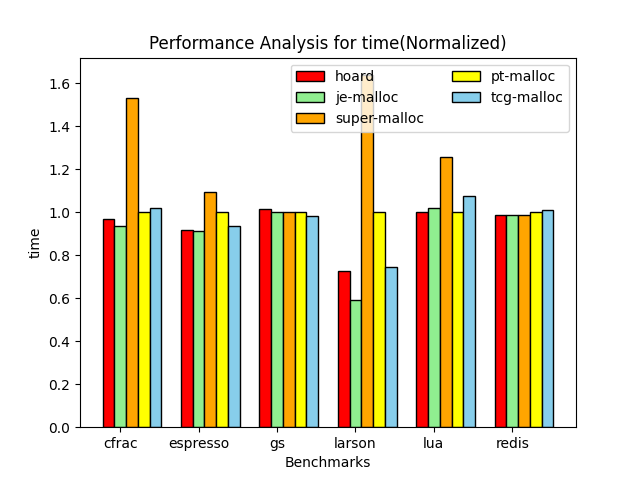 Performance Analysis for time(Normalized)
hoard
je-malloc
super-malloc
pt-malloc
tcg-malloc
time
1.6
1.4
1.2
1.0
0.8
0.6
0.4
0.2
0.0
cfrac espresso gs larson lua redis
Benchmarks